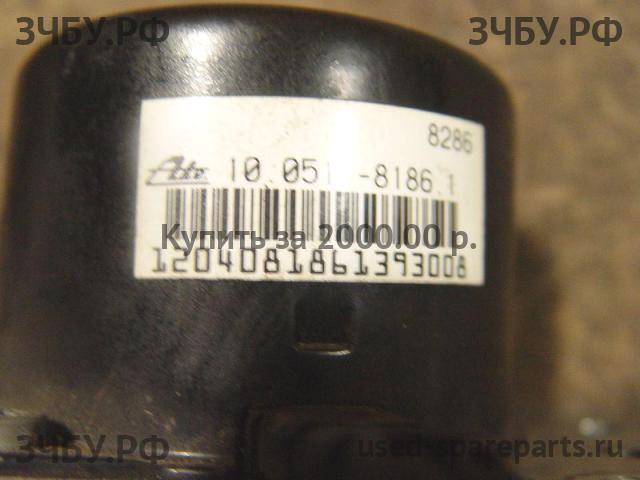 ЗЧБУ.РФ ЗЧБУ.РФ
8286
Ate 10.051 -8186.1
Купить за 2000.00 р.
1204081861393008
ЗЧБУ.РФ used-spareparts.ru